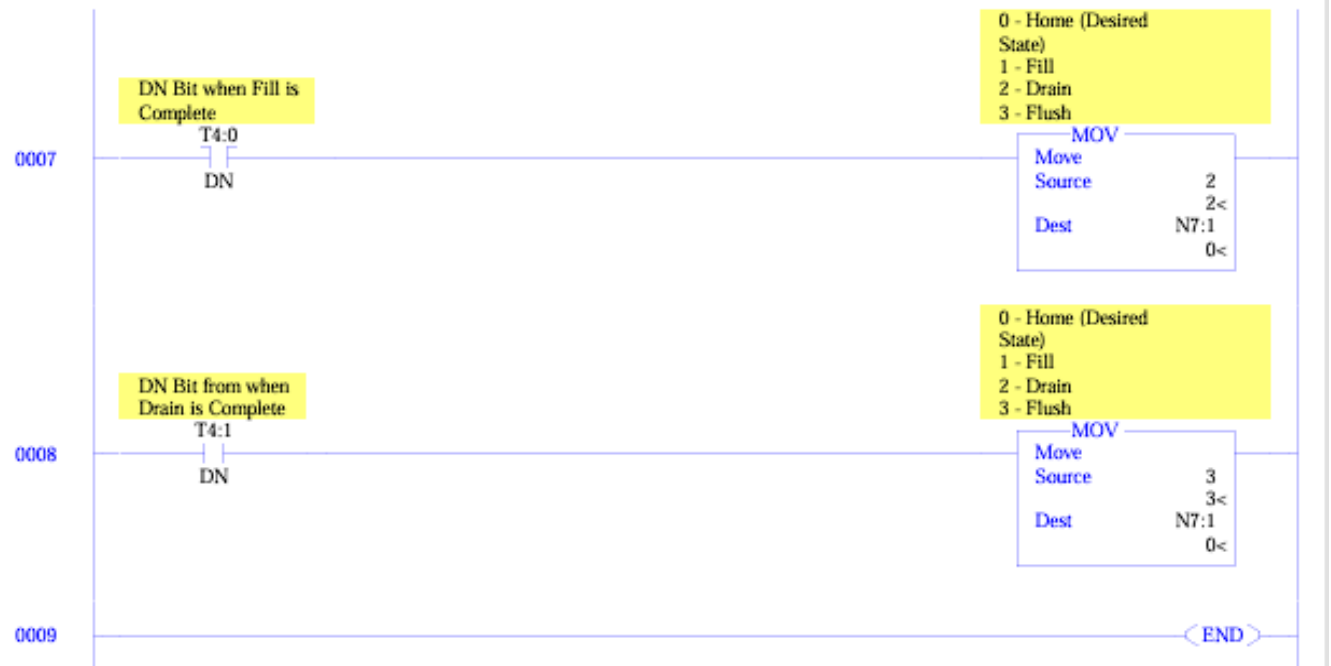 0 - Home (Desired
State)
1 - Fill
2 - Drain
3 - Flush
DN Bit when Fill is
Complete
T4:0
MOV
0007
Move
DN
Source 2
2<
Dest N7:1
0<
0 - Home (Desired
State)
1 - Fill
2 - Drain
3 - Flush
DN Bit from when
Drain is Complete
T4:1
MOV
0008
Move
DN
Source 3
3<
Dest N7:1
0<
0009
END